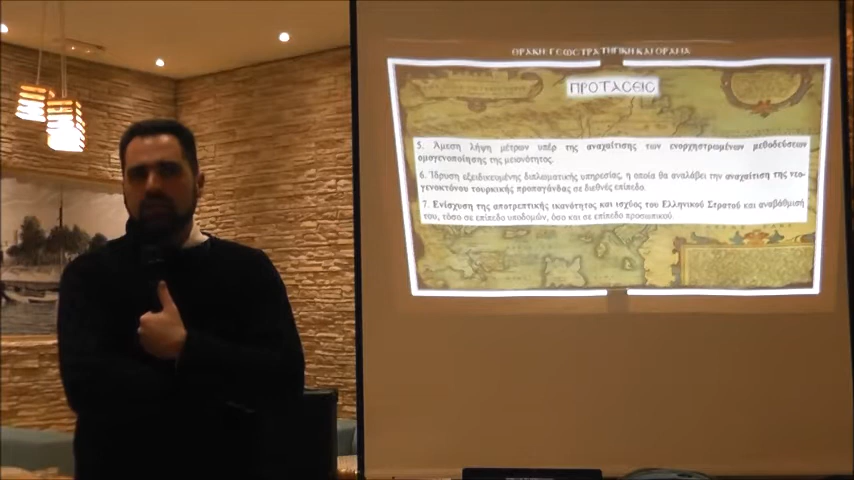 ΘΡΑΚΗ ΓΕΩΣΤΡΑΤΗΓΙΚΗ ΚΑΙ ΟΡΑΜΑ
ΠΡΟΤΑΣΕΙΣ
5. Άμεση λήψη μέτρων υπέρ της αναχαίτισης των ενορχηστρωμένων μεθοδεύσεων
ομογενοποίησης της μειονότητας.
6. Ίδρυση εξειδικευμένης διπλωματικής υπηρεσίας, η οποία θα αναλάβει την αναχαίτιση της νεο-
γενοκτόνου τουρκικής προπαγάνδας σε διεθνές επίπεδο.
7. Ενίσχυση της αποτρεπτικής ικανότητος και ισχύος του Ελληνικού Στρατού και αναβάθμισή
του, τόσο σε επίπεδο υποδομών, όσο και σε επίπεδο προσωπικού.